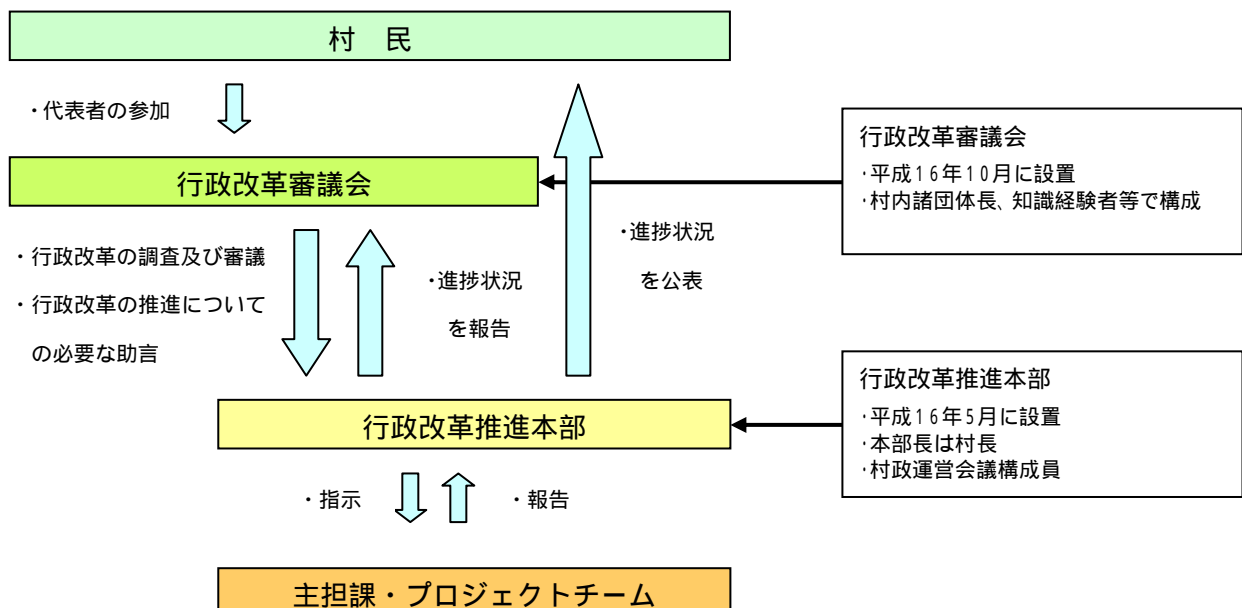 村　民
・代表者の参加
行政改革審議会
行政改革審議会
・平成16年10月に設置
・村内諸団体長、知識経験者等で構成
・行政改革の調査及び審議
・行政改革の推進について
の必要な助言
・進捗状況
を報告
・進捗状況
を公表
行政改革推進本部
行政改革推進本部
・平成16年5月に設置
・本部長は村長
・村政運営会議構成員
・指示
・報告
主担課・プロジェクトチーム